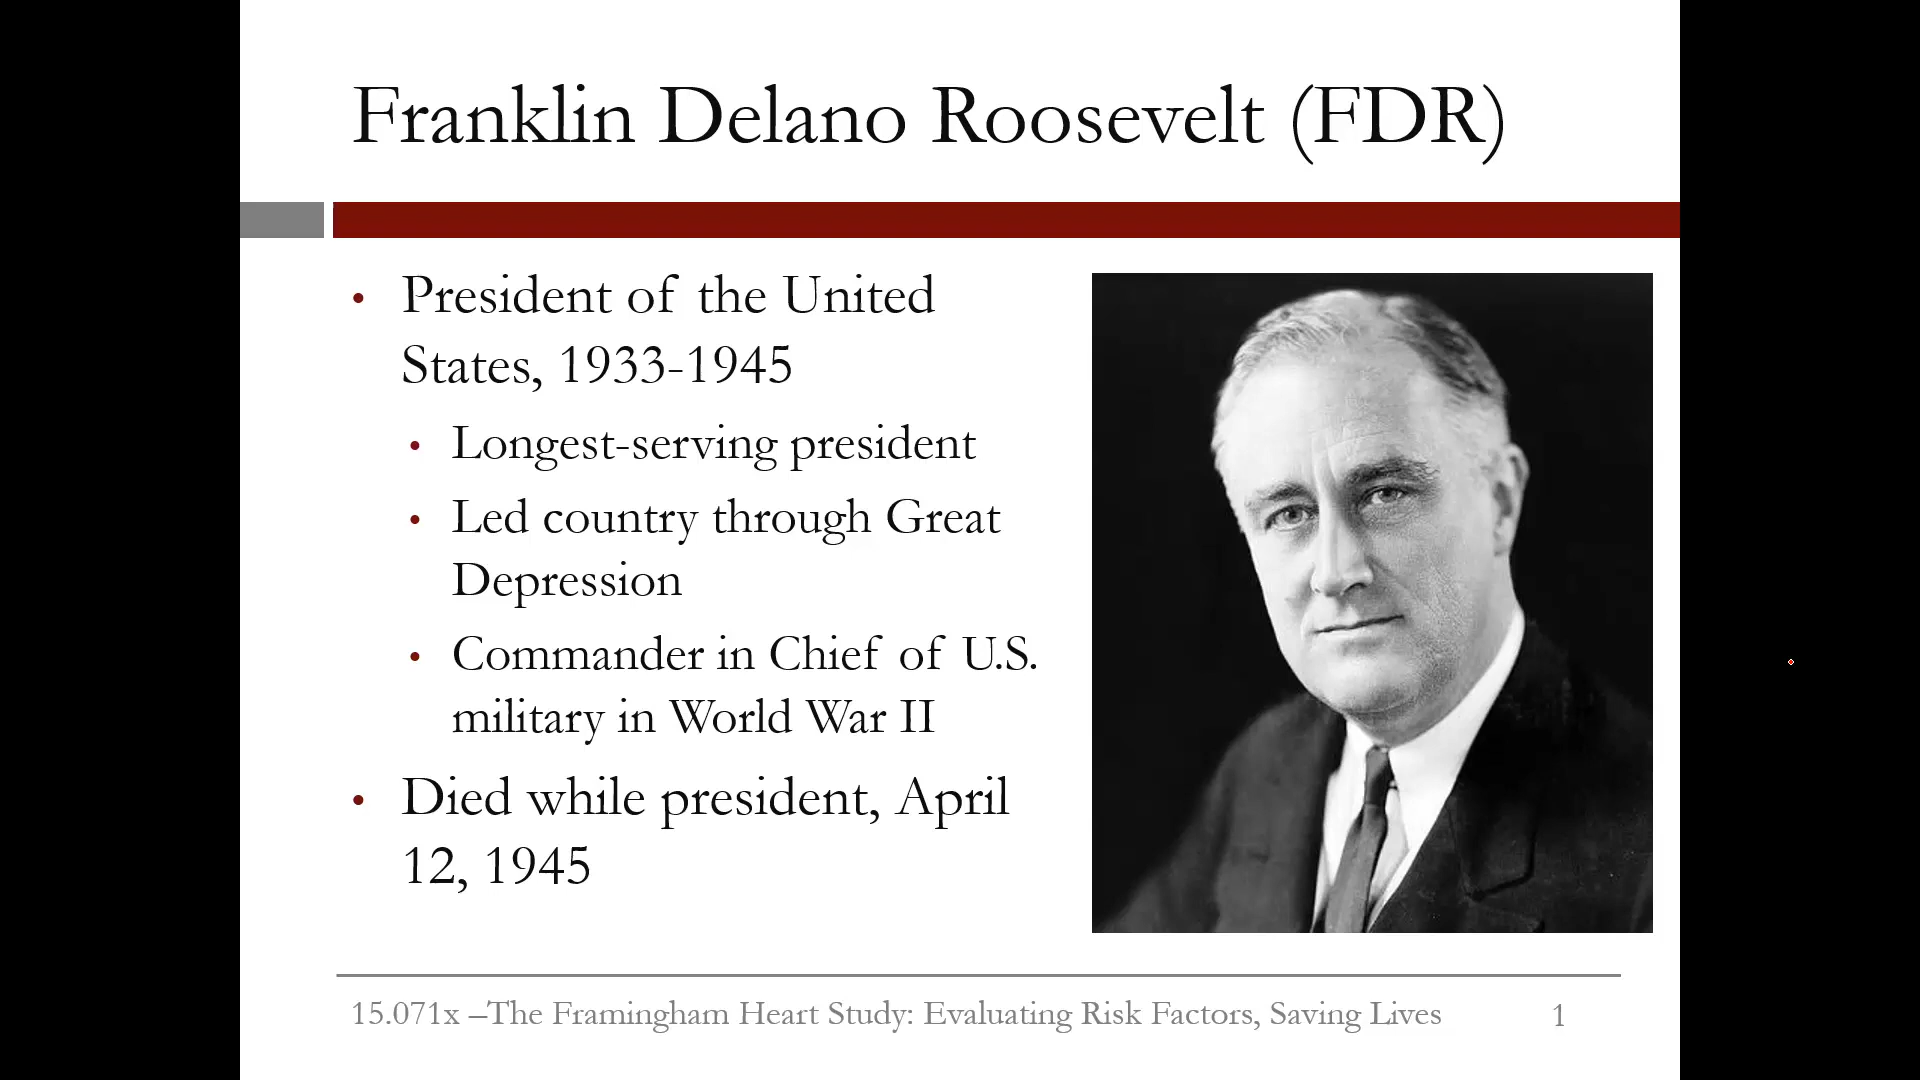 Franklin Delano Roosevelt (FDR)
• President of the United
States, 1933-1945
• Longest-serving president
• Led country through Great
Depression
• Commander in Chief of U.S.
military in World War II
• Died while president, April
12, 1945
15.071x –The Framingham Heart Study: Evaluating Risk Factors, Saving Lives 1